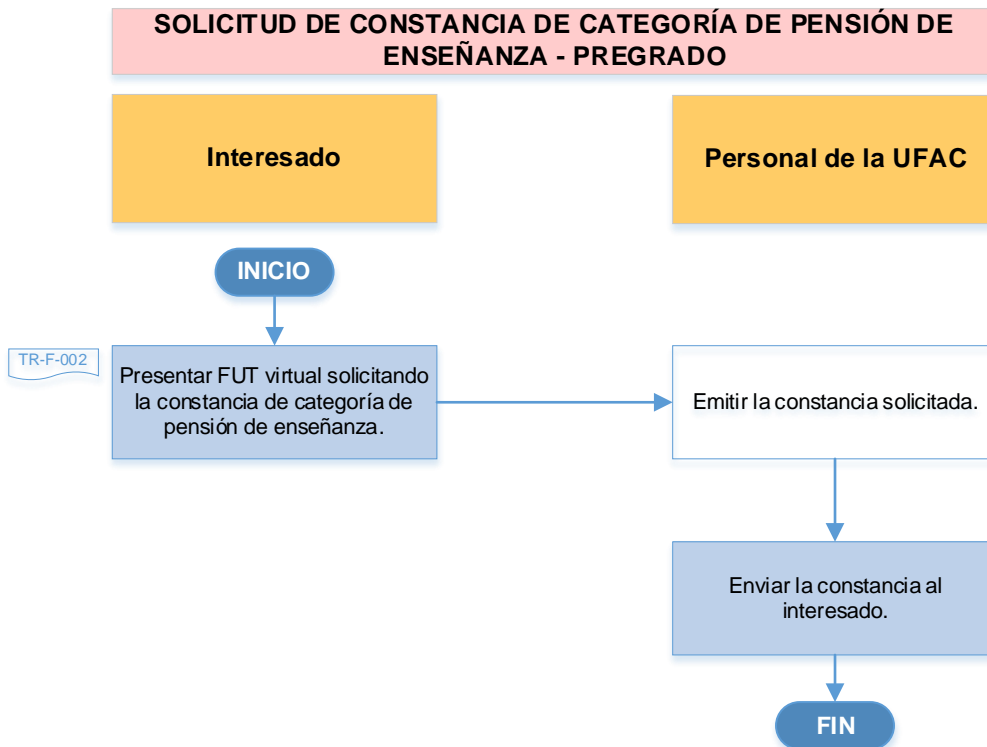 SOLICITUD DE CONSTANCIA DE CATEGORÍA DE PENSIÓN DE
ENSEÑANZA - PREGRADO
Interesado
Personal de la UFAC
INICIO
TR-F-002
Presentar FUT virtual solicitando
la constancia de categoría de
pensión de enseñanza.
Emitir la constancia solicitada.
Enviar la constancia al
interesado.
FIN